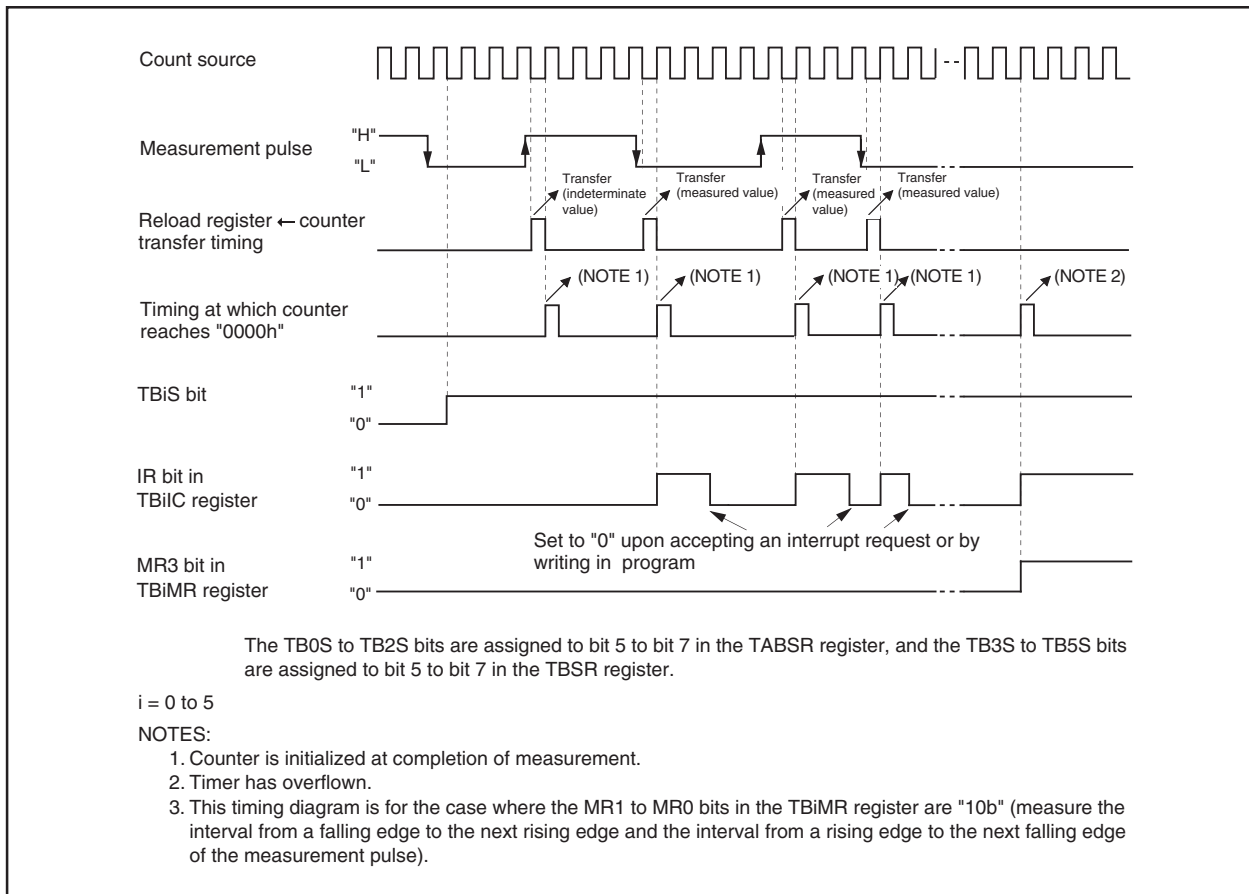 Count source
Measurement pulse
"H"
"L"
Transfer
(indeterminate
value)
Transfer
(measured value)
Transfer
(measured
value)
Transfer
(measured value)
Reload register ← counter
transfer timing
(NOTE 1)
(NOTE 1)
(NOTE 1)
(NOTE 1)
(NOTE 2)
Timing at which counter
reaches "0000h"
TBiS bit
"1"
"0"
IR bit in
TBiIC register
"1"
"0"
Set to "0" upon accepting an interrupt request or by
writing in program
MR3 bit in
TBiMR register
"1"
"0"
The TB0S to TB2S bits are assigned to bit 5 to bit 7 in the TABSR register, and the TB3S to TB5S bits
are assigned to bit 5 to bit 7 in the TBSR register.
i = 0 to 5
NOTES:
1. Counter is initialized at completion of measurement.
2. Timer has overflown.
3. This timing diagram is for the case where the MR1 to MR0 bits in the TBiMR register are "10b" (measure the
interval from a falling edge to the next rising edge and the interval from a rising edge to the next falling edge
of the measurement pulse).